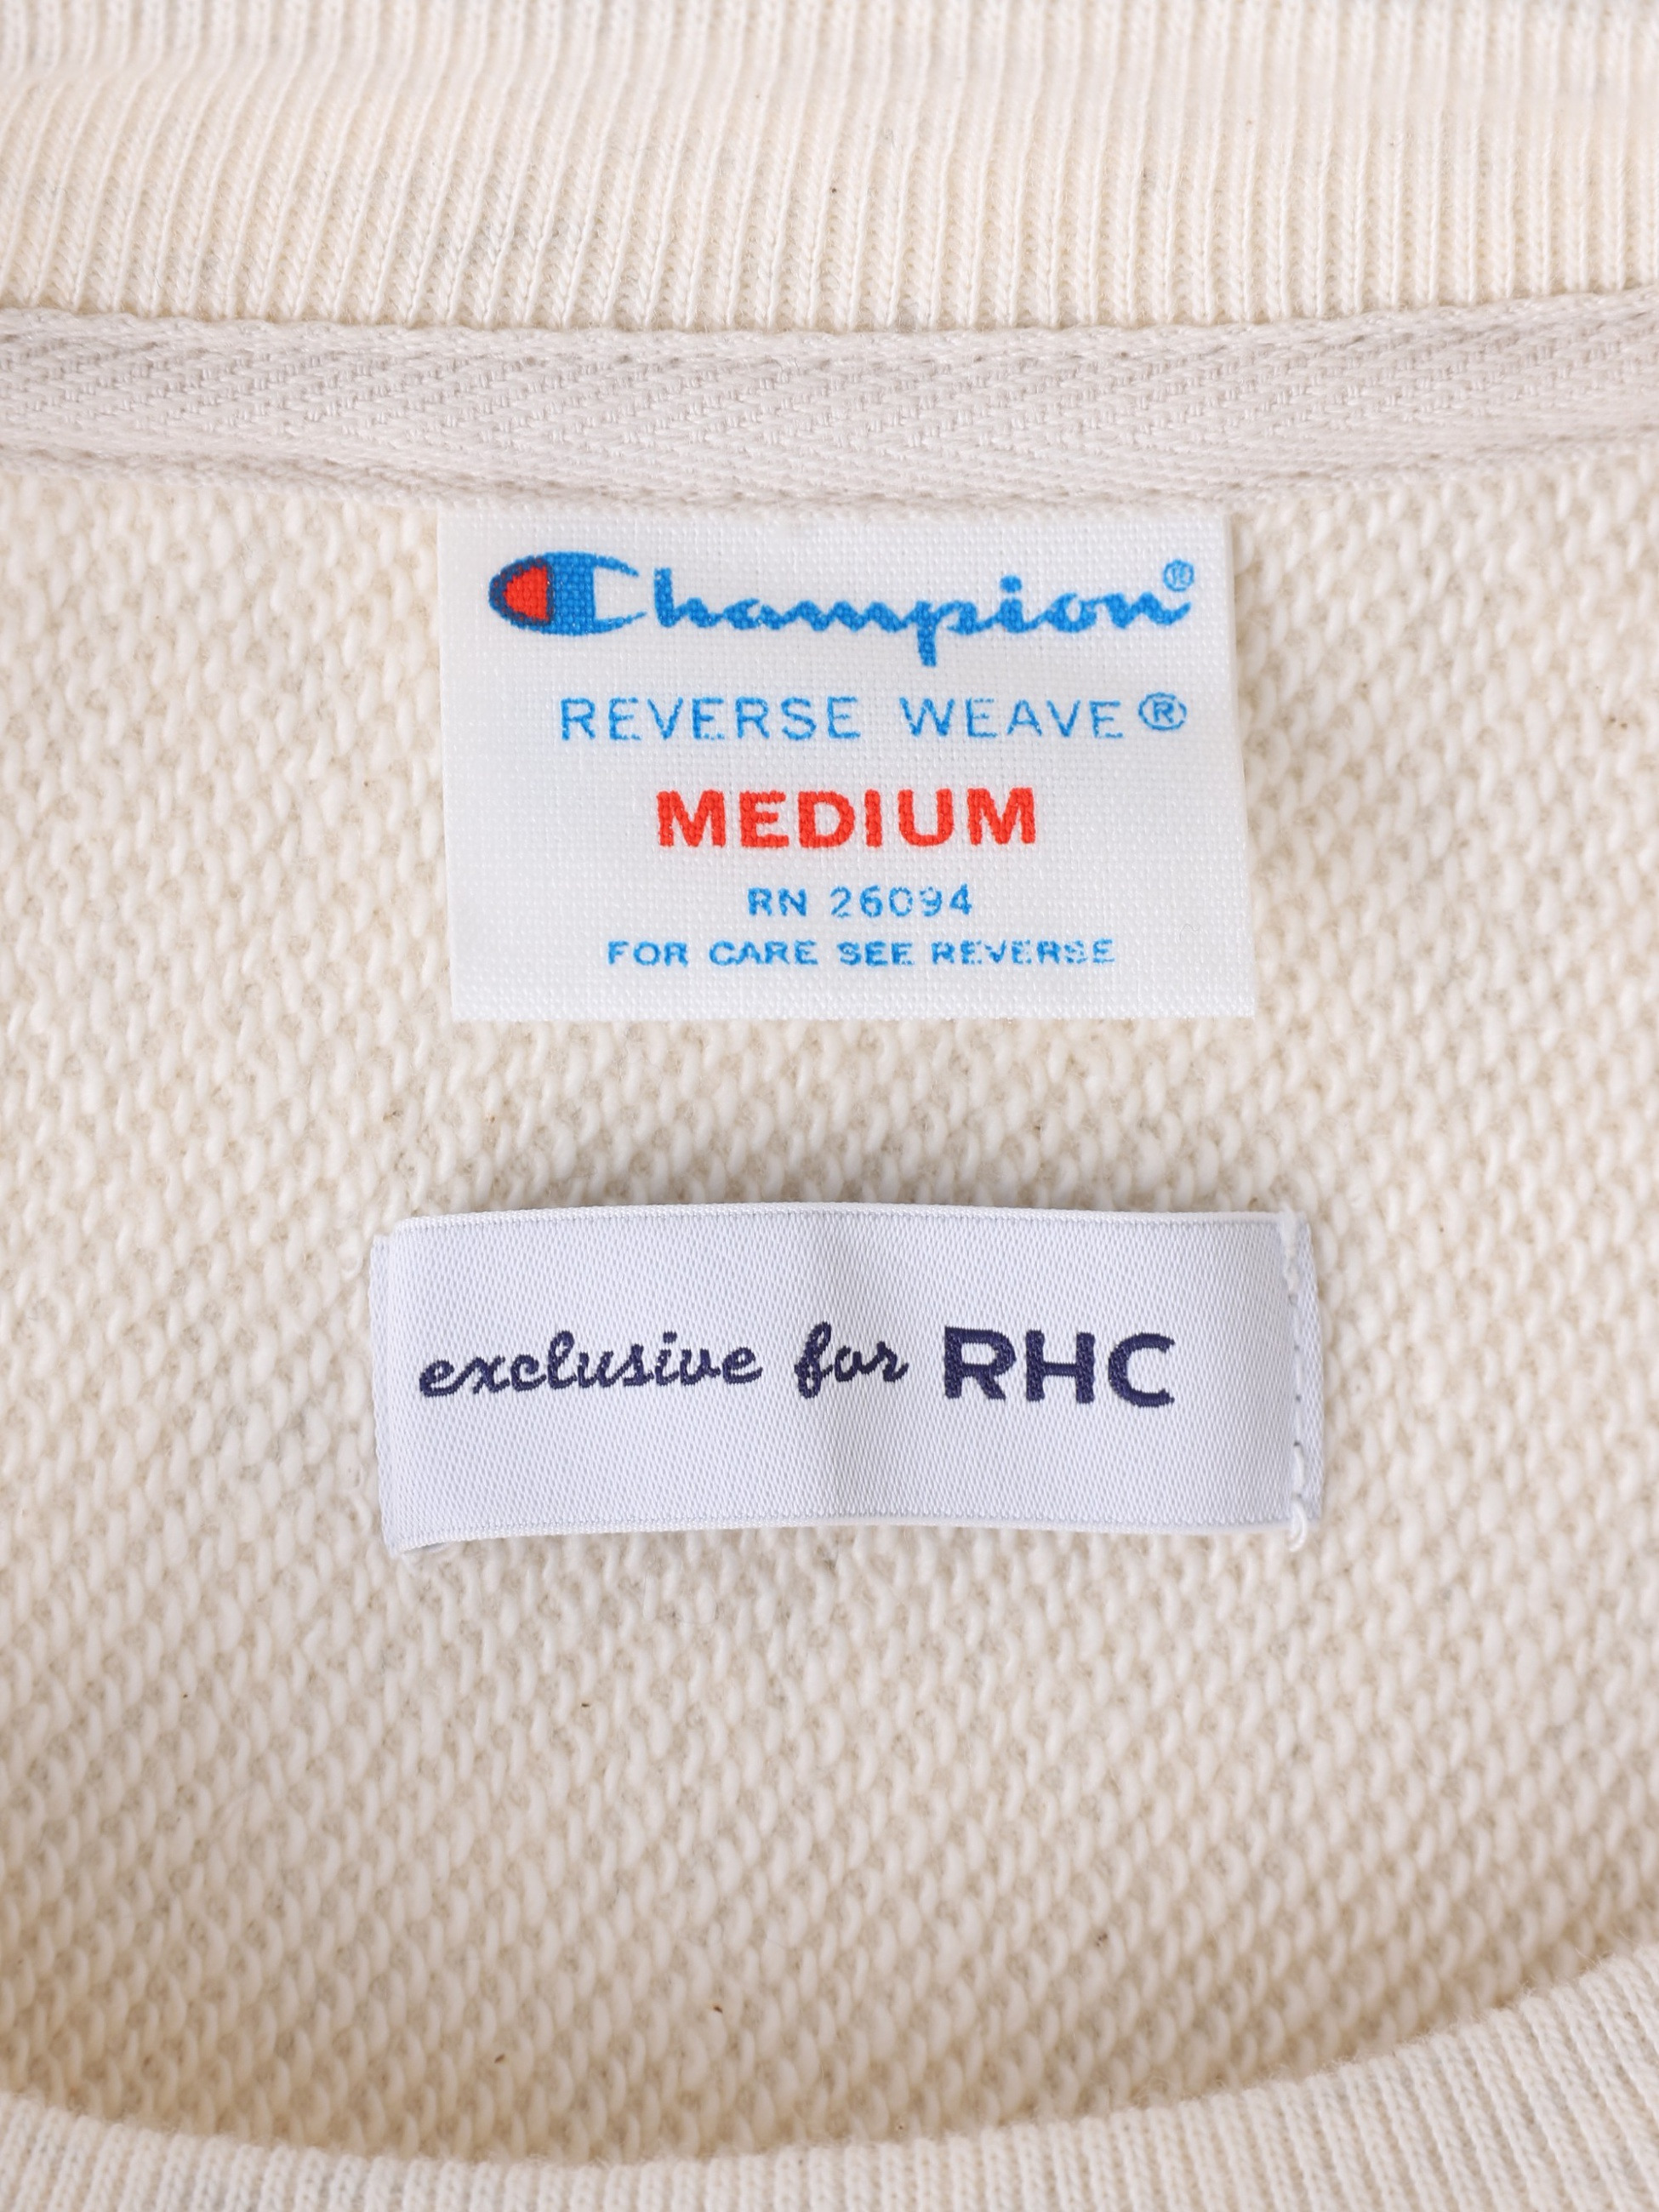 Champion®
REVERSE WEAVE®
MEDIUM
RN 26094
FOR CARE SEE REVERSE
exclusive for RHC